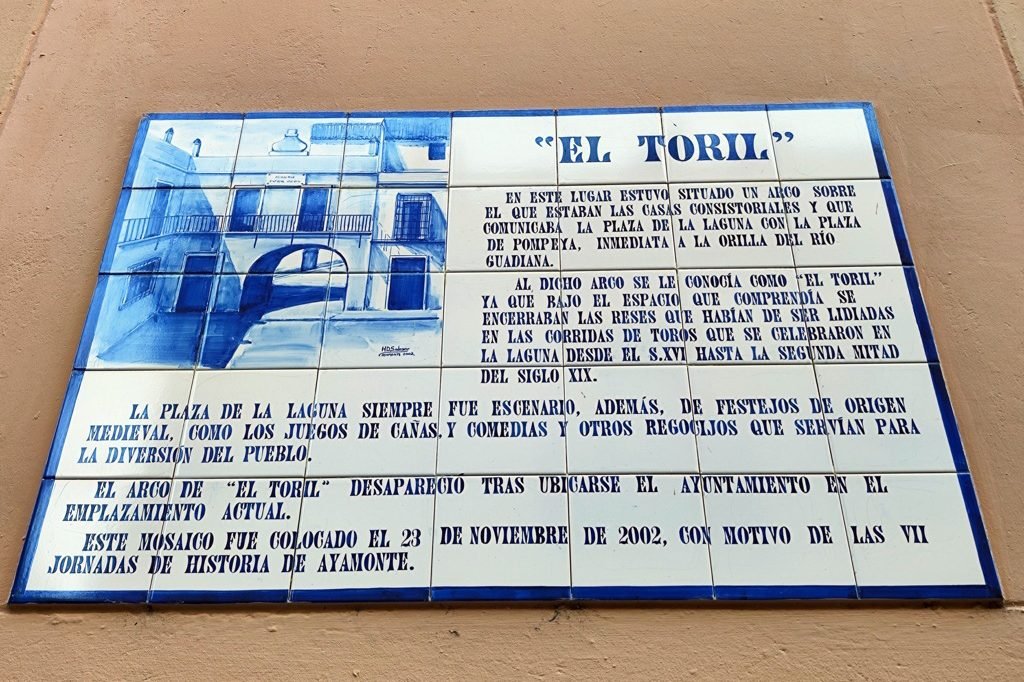 "EL TORIL"
EN ESTE LUGAR ESTUVO SITUADO UN ARCO SOBRE
EL QUE ESTABAN LAS CASAS CONSISTORIALES Y QUE
COMUNICABA LA PLAZA DE LA LAGUNA CON LA PLAZA
DE POMPEYA, INMEDIATA A LA ORILLA DEL RÍO
GUADIANA.
AL DICHO ARCO SE LE CONOCÍA COMO "EL TORIL"
YA QUE BAJO EL ESPACIO QUE COMPRENDÍA SE
ENCERRABAN LAS RESES QUE HABÍAN DE SER LIDIADAS
EN LAS CORRIDAS DE TOROS QUE SE CELEBRARON EN
LA LAGUNA DESDE EL S.XVI HASTA LA SEGUNDA MITAD
DEL SIGLO XIX.
LA PLAZA DE LA LAGUNA SIEMPRE FUE ESCENARIO, ADEMÁS, DE FESTEJOS DE ORIGEN
MEDIEVAL, COMO LOS JUEGOS DE CAÑAS, Y COMEDIAS Y OTROS REGOCIJOS QUE SERVÍAN PARA
LA DIVERSIÓN DEL PUEBLO.
EL ARCO DE "EL TORIL" DESAPARECIÓ TRAS UBICARSE EL AYUNTAMIENTO EN EL
EMPLAZAMIENTO ACTUAL.
ESTE MOSAICO FUE COLOCADO EL 23 DE NOVIEMBRE DE 2002, CON MOTIVO DE LAS VII
JORNADAS DE HISTORIA DE AYAMONTE.